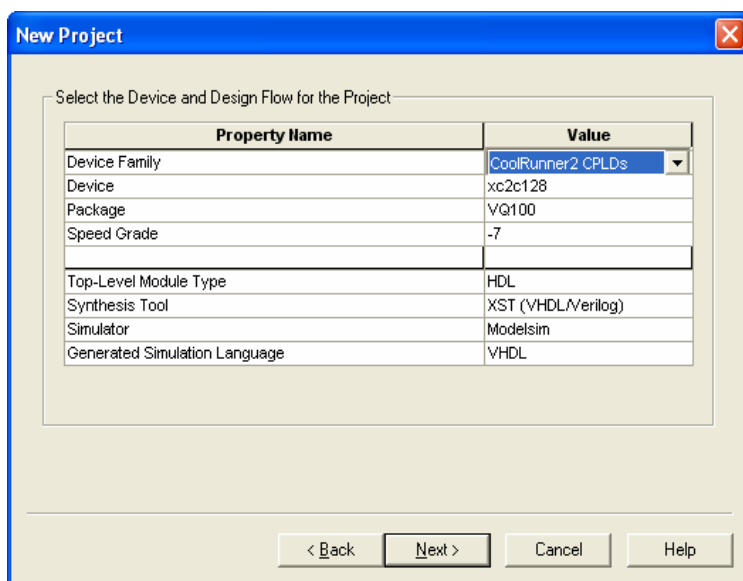 New Project
Select the Device and Design Flow for the Project
Property Name Value
Device Family CoolRunner2 CPLDs
Device xc2c128
Package VQ100
Speed Grade -7
Top-Level Module Type HDL
Synthesis Tool XST (VHDL/Verilog)
Simulator Modelsim
Generated Simulation Language VHDL
< Back Next > Cancel Help